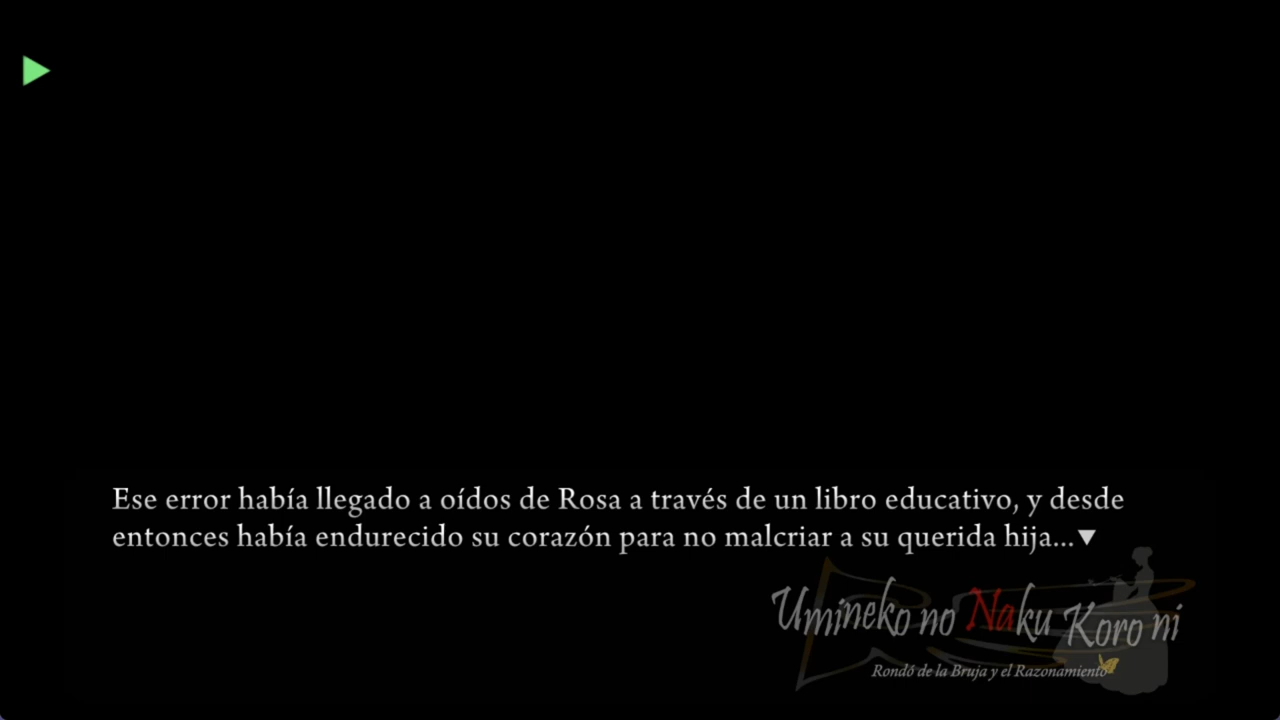 Ese error había llegado a oídos de Rosa a través de un libro educativo, y desde
entonces había endurecido su corazón para no malcriar a su querida hija...
Umineko no Naku Koro ni
Rondó de la Bruja y el Razonamiento